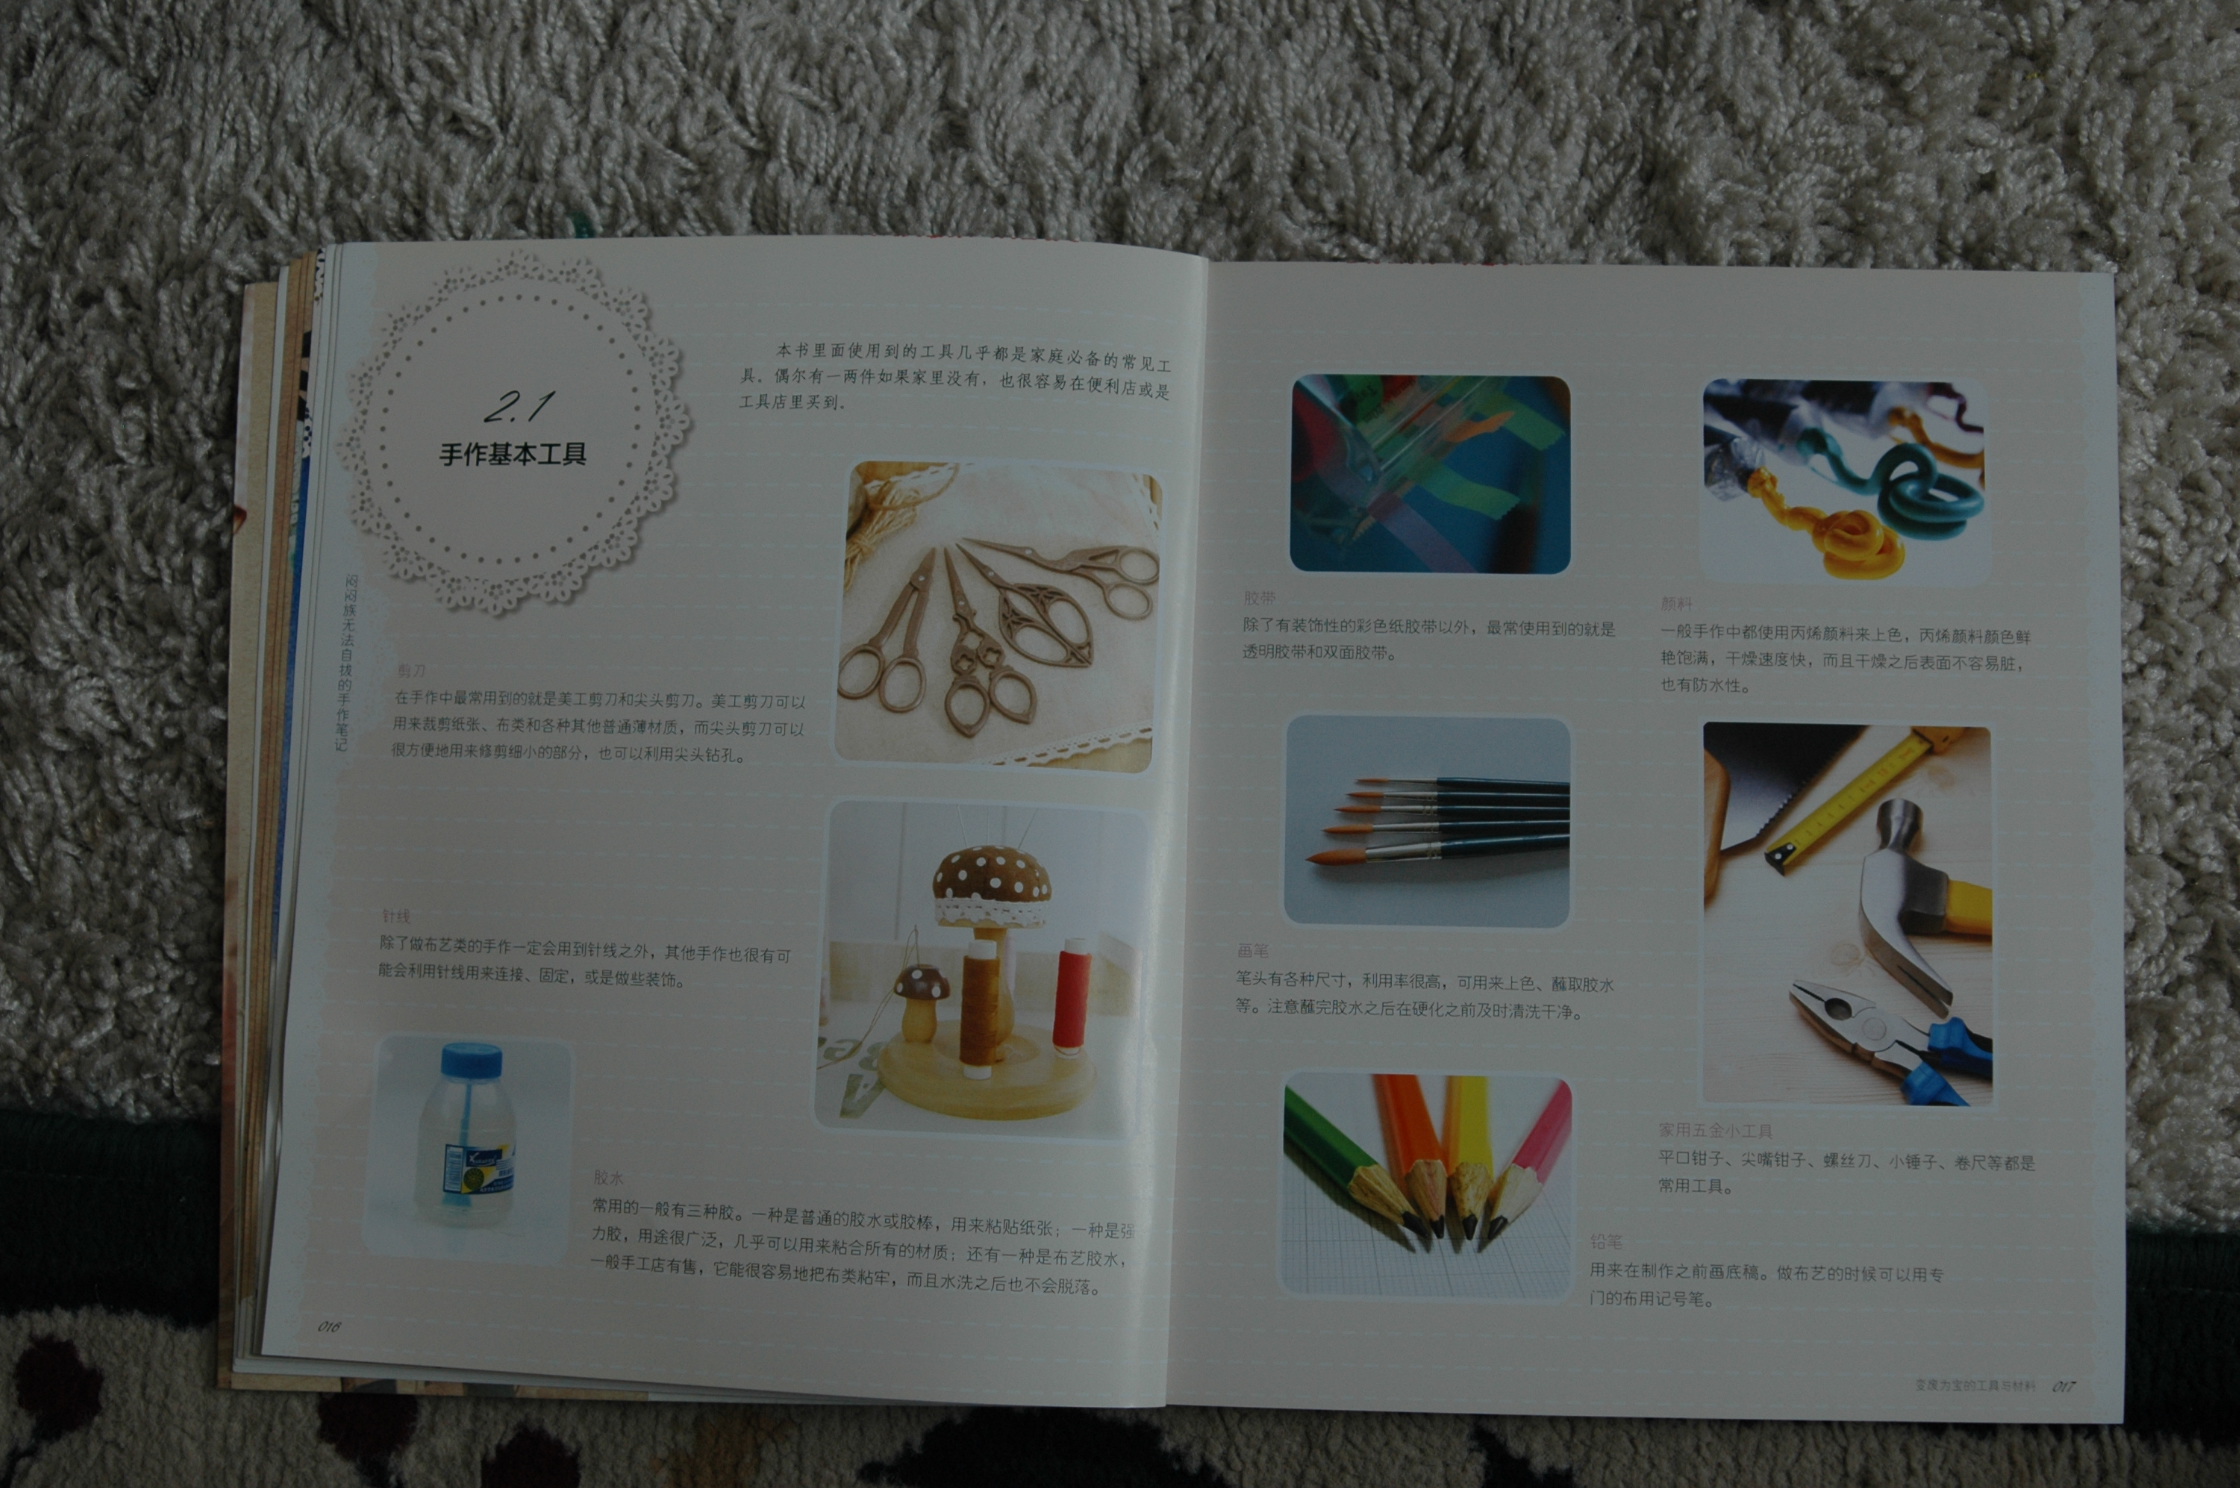 2.1
手作基本工具
本书里面使用到的工具几乎都是家庭必备的常见工
具。偶尔有一两件如果家里没有，也很容易在便利店或是
工具店里买到。
闷闷族无法自拔的手作笔记
剪刀
在手作中最常用到的就是美工剪刀和尖头剪刀。美工剪刀可以
用来裁剪纸张、布类和各种其他普通薄材质，而尖头剪刀可以
很方便地用来修剪细小的部分，也可以利用尖头钻孔。
针线
除了做布艺类的手作一定会用到针线之外，其他手作也很有可
能会利用针线用来连接、固定，或是做些装饰。
胶水
常用的一般有三种胶。一种是普通的胶水或胶棒，用来粘贴纸张；一种是强
力胶，用途很广泛，几乎可以用来粘合所有的材质；还有一种是布艺胶水，
一般手工店有售，它能很容易地把布类粘牢，而且水洗之后也不会脱落。
016
胶带
除了有装饰性的彩色纸胶带以外，最常使用到的就是
透明胶带和双面胶带。
颜料
一般手作中都使用丙烯颜料来上色，丙烯颜料颜色鲜
艳饱满，干燥速度快，而且干燥之后表面不容易脏，
也有防水性。
画笔
笔头有各种尺寸，利用率很高，可用来上色、蘸取胶水
等。注意蘸完胶水之后在硬化之前及时清洗干净。
家用五金小工具
平口钳子、尖嘴钳子、螺丝刀、小锤子、卷尺等都是
常用工具。
铅笔
用来在制作之前画底稿。做布艺的时候可以用专
门的布用记号笔。
变废为宝的工具与材料 017